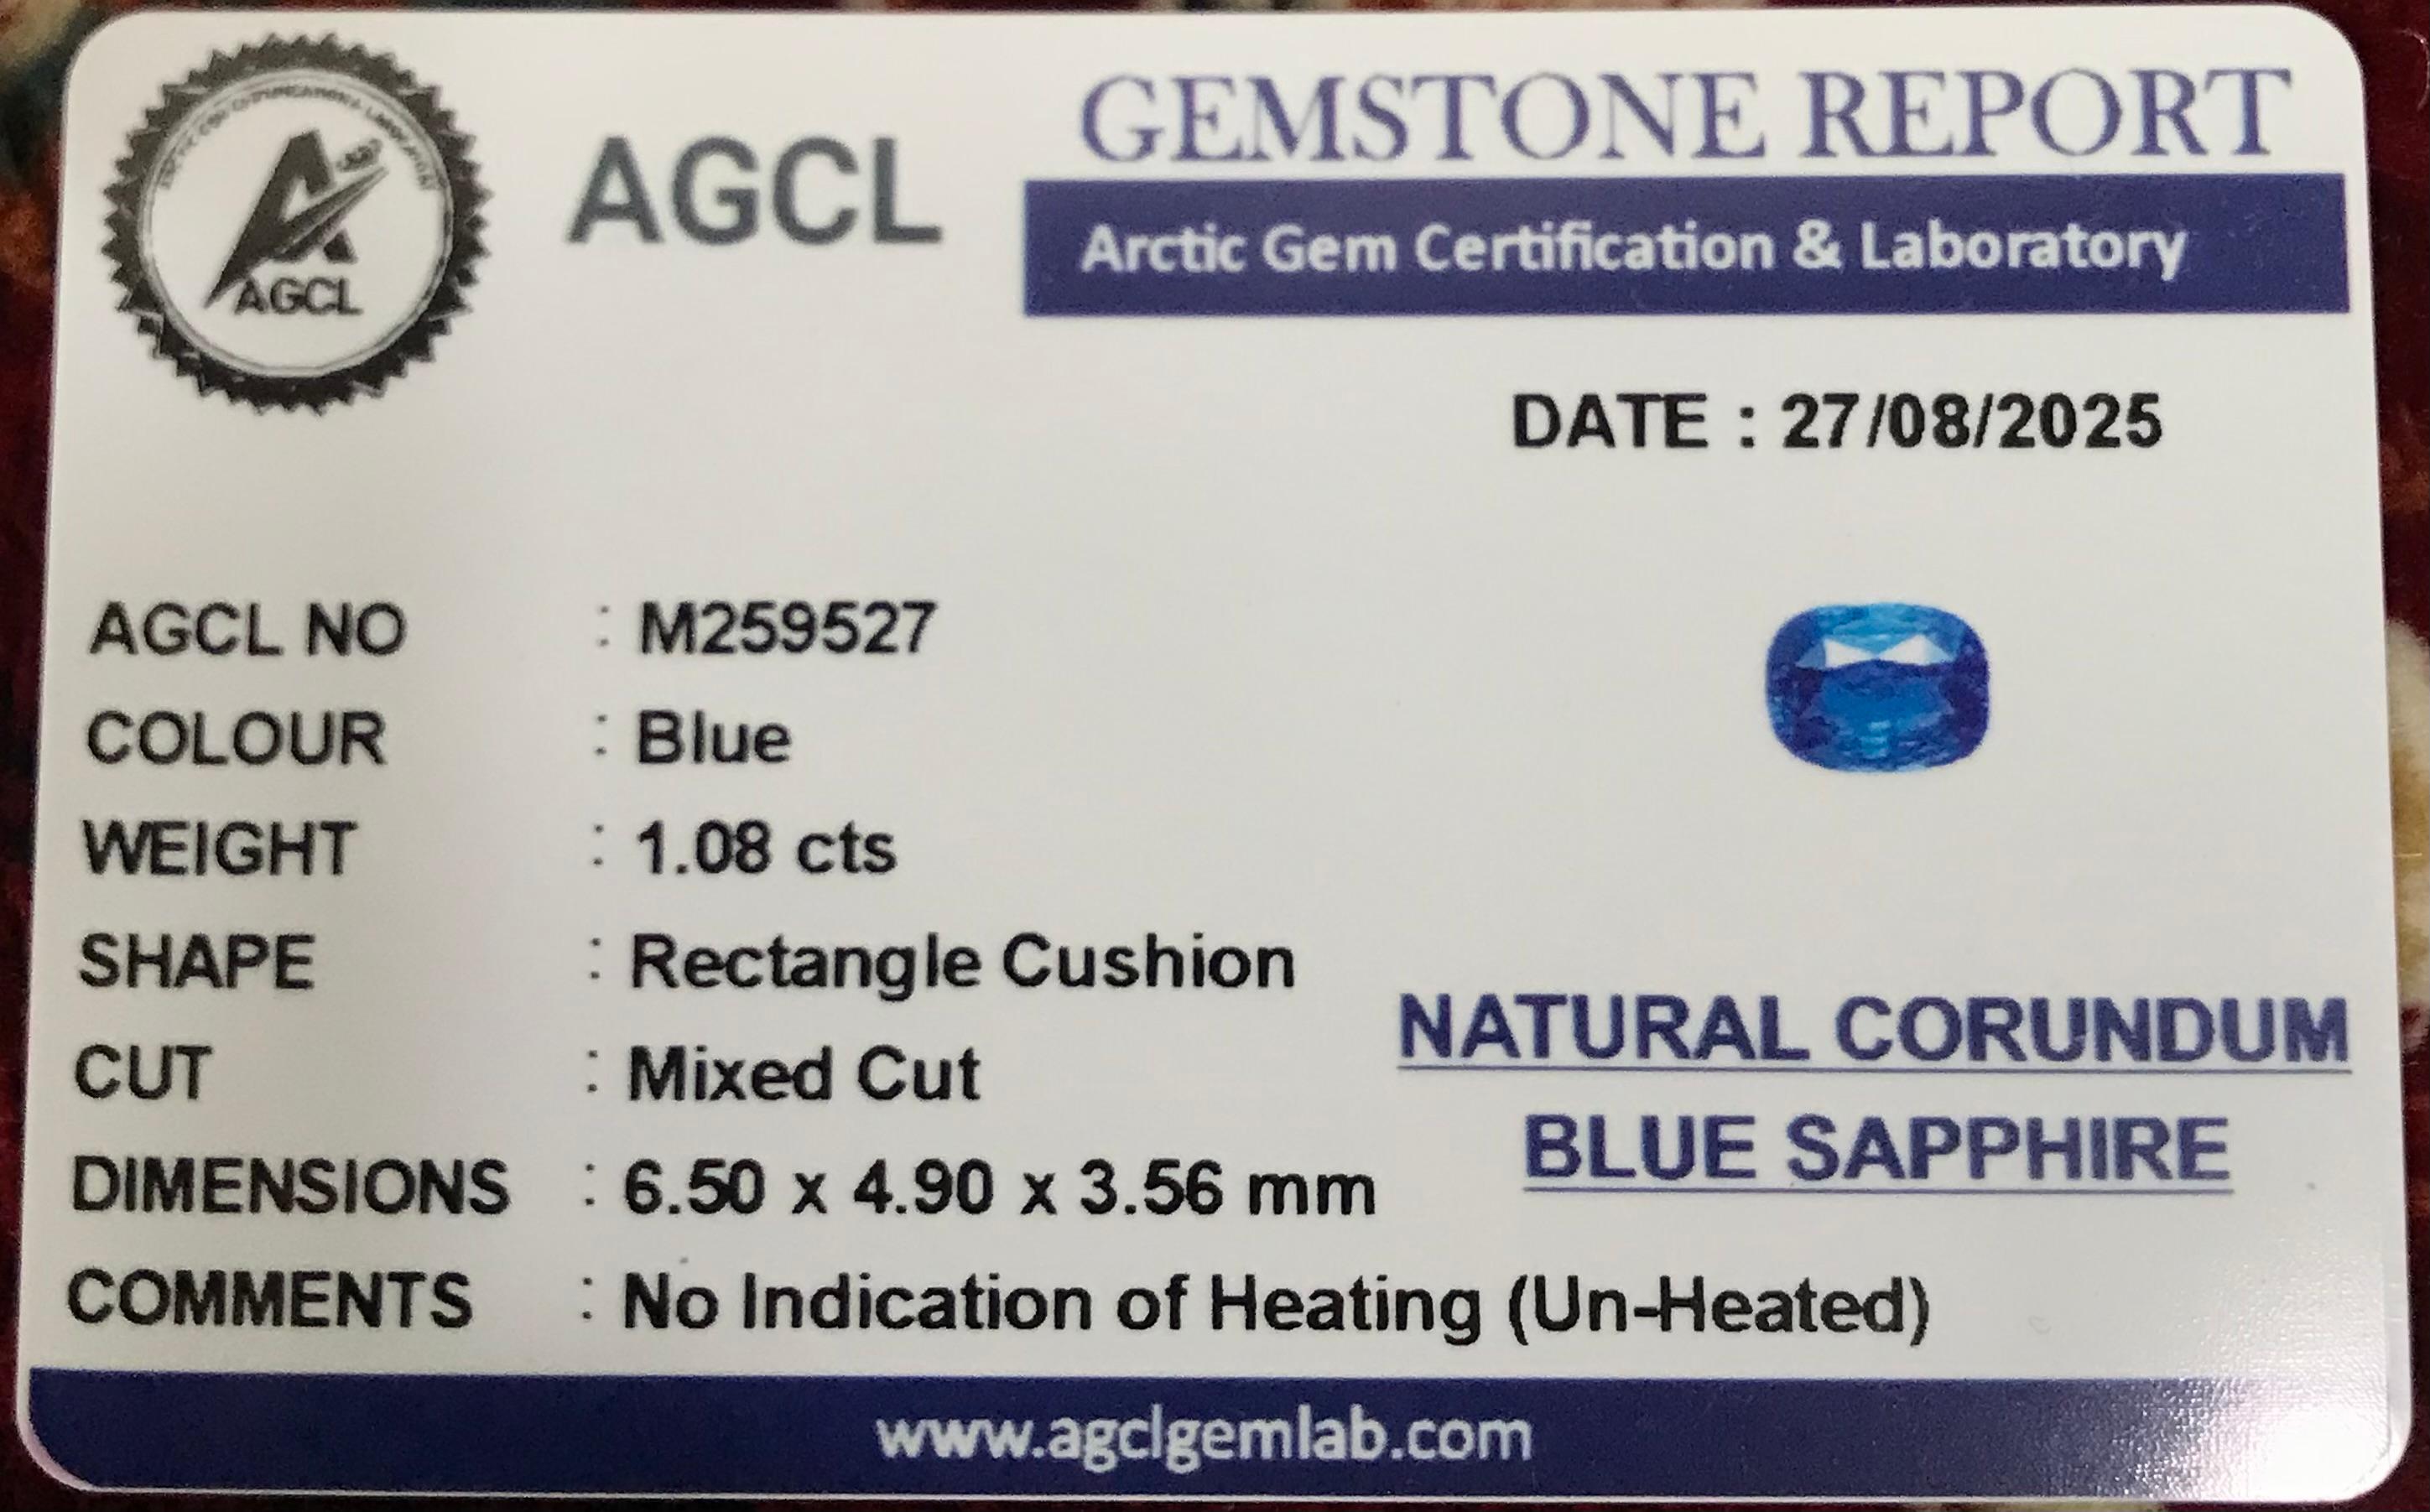 AGCL
AGCL
GEMSTONE REPORT
Arctic Gem Certification & Laboratory
DATE : 27/08/2025
AGCL NO : M259527
COLOUR : Blue
WEIGHT : 1.08 cts
SHAPE : Rectangle Cushion
CUT : Mixed Cut
DIMENSIONS : 6.50 x 4.90 x 3.56 mm
COMMENTS : No Indication of Heating (Un-Heated)
NATURAL CORUNDUM
BLUE SAPPHIRE
www.agclgemlab.com